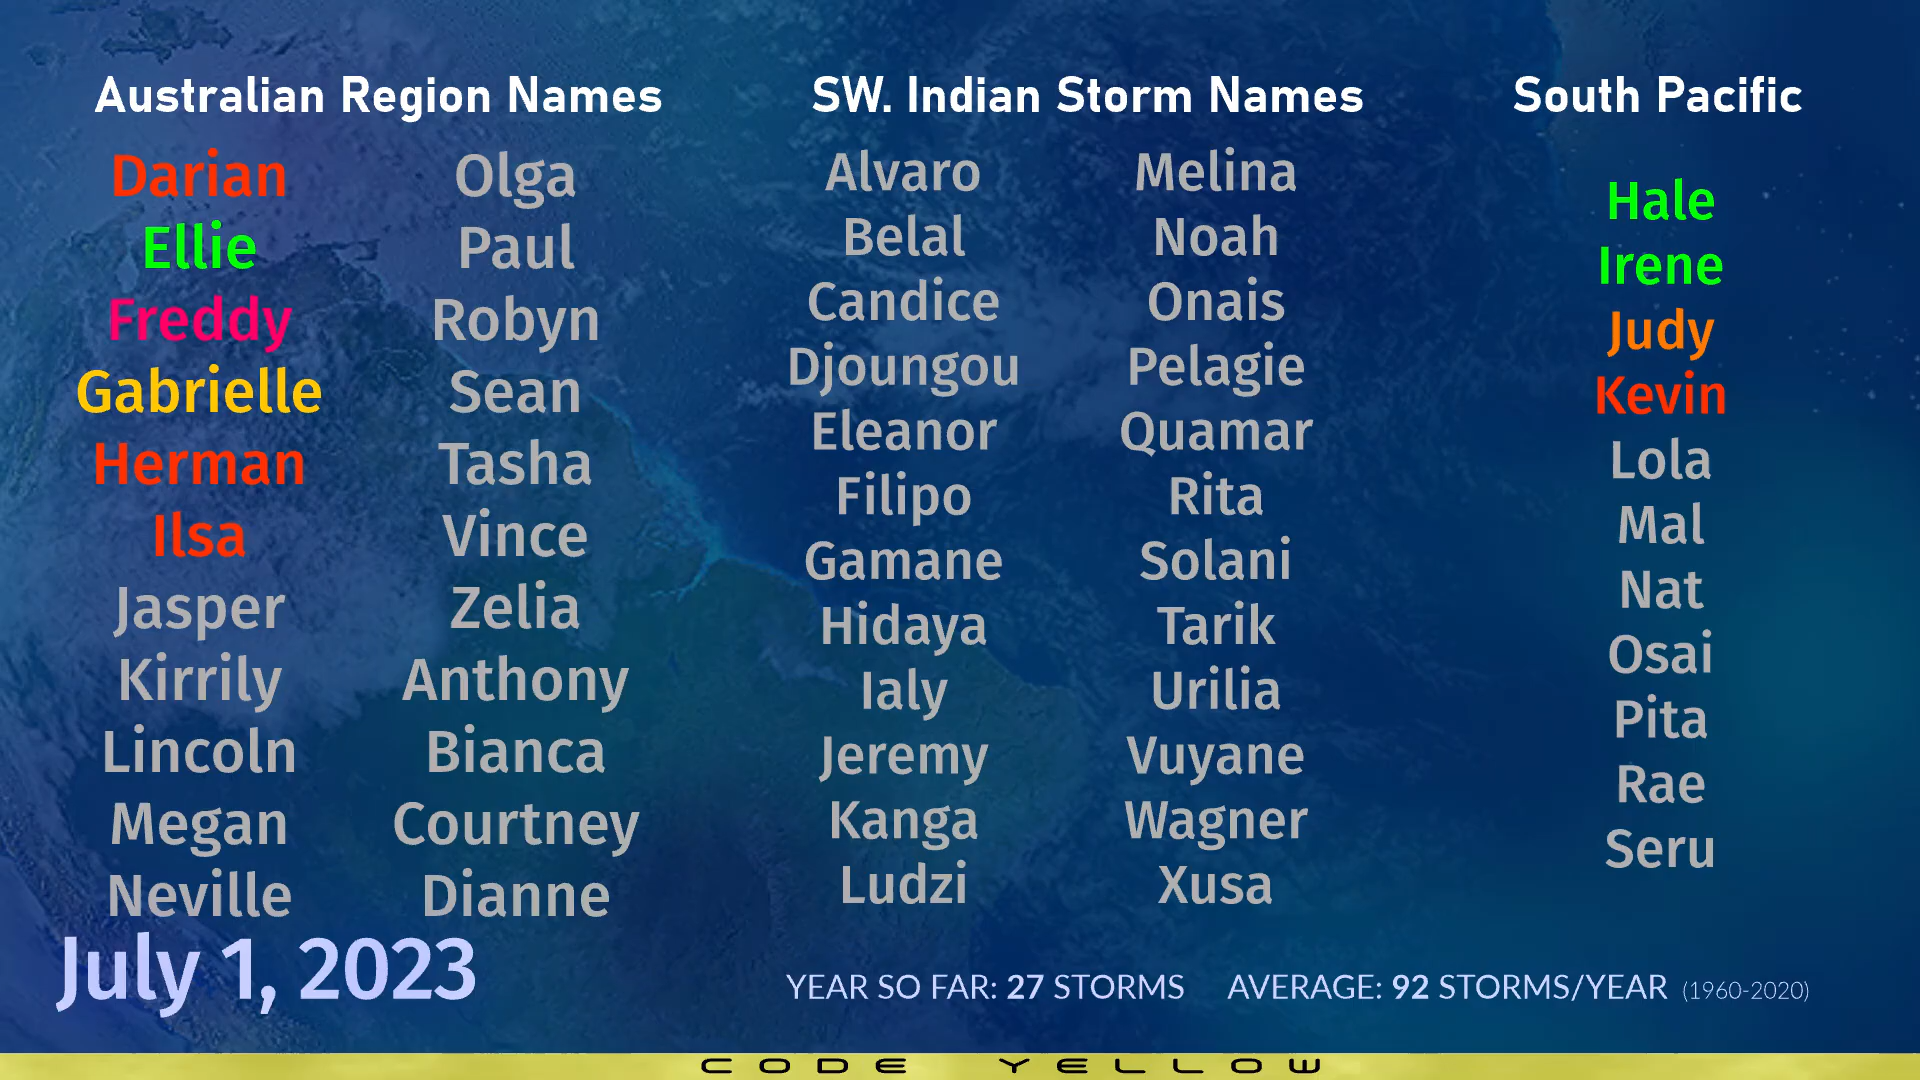 Australian Region Names
Darian
Ellie
Freddy
Gabrielle
Herman
Ilsa
Jasper
Kirrily
Lincoln
Megan
Neville
Olga
Paul
Robyn
Sean
Tasha
Vince
Zelia
Anthony
Bianca
Courtney
Dianne
SW. Indian Storm Names
Alvaro
Belal
Candice
Djoungou
Eleanor
Filipo
Gamane
Hidaya
Ialy
Jeremy
Kanga
Ludzi
Melina
Noah
Onais
Pelagie
Quamar
Rita
Solani
Tarik
Urilia
Vuyane
Wagner
Xusa
South Pacific
Hale
Irene
Judy
Kevin
Lola
Mal
Nat
Osai
Pita
Rae
Seru
July 1, 2023
YEAR SO FAR: 27 STORMS
AVERAGE: 92 STORMS/YEAR (1960-2020)
CODE YELLOW